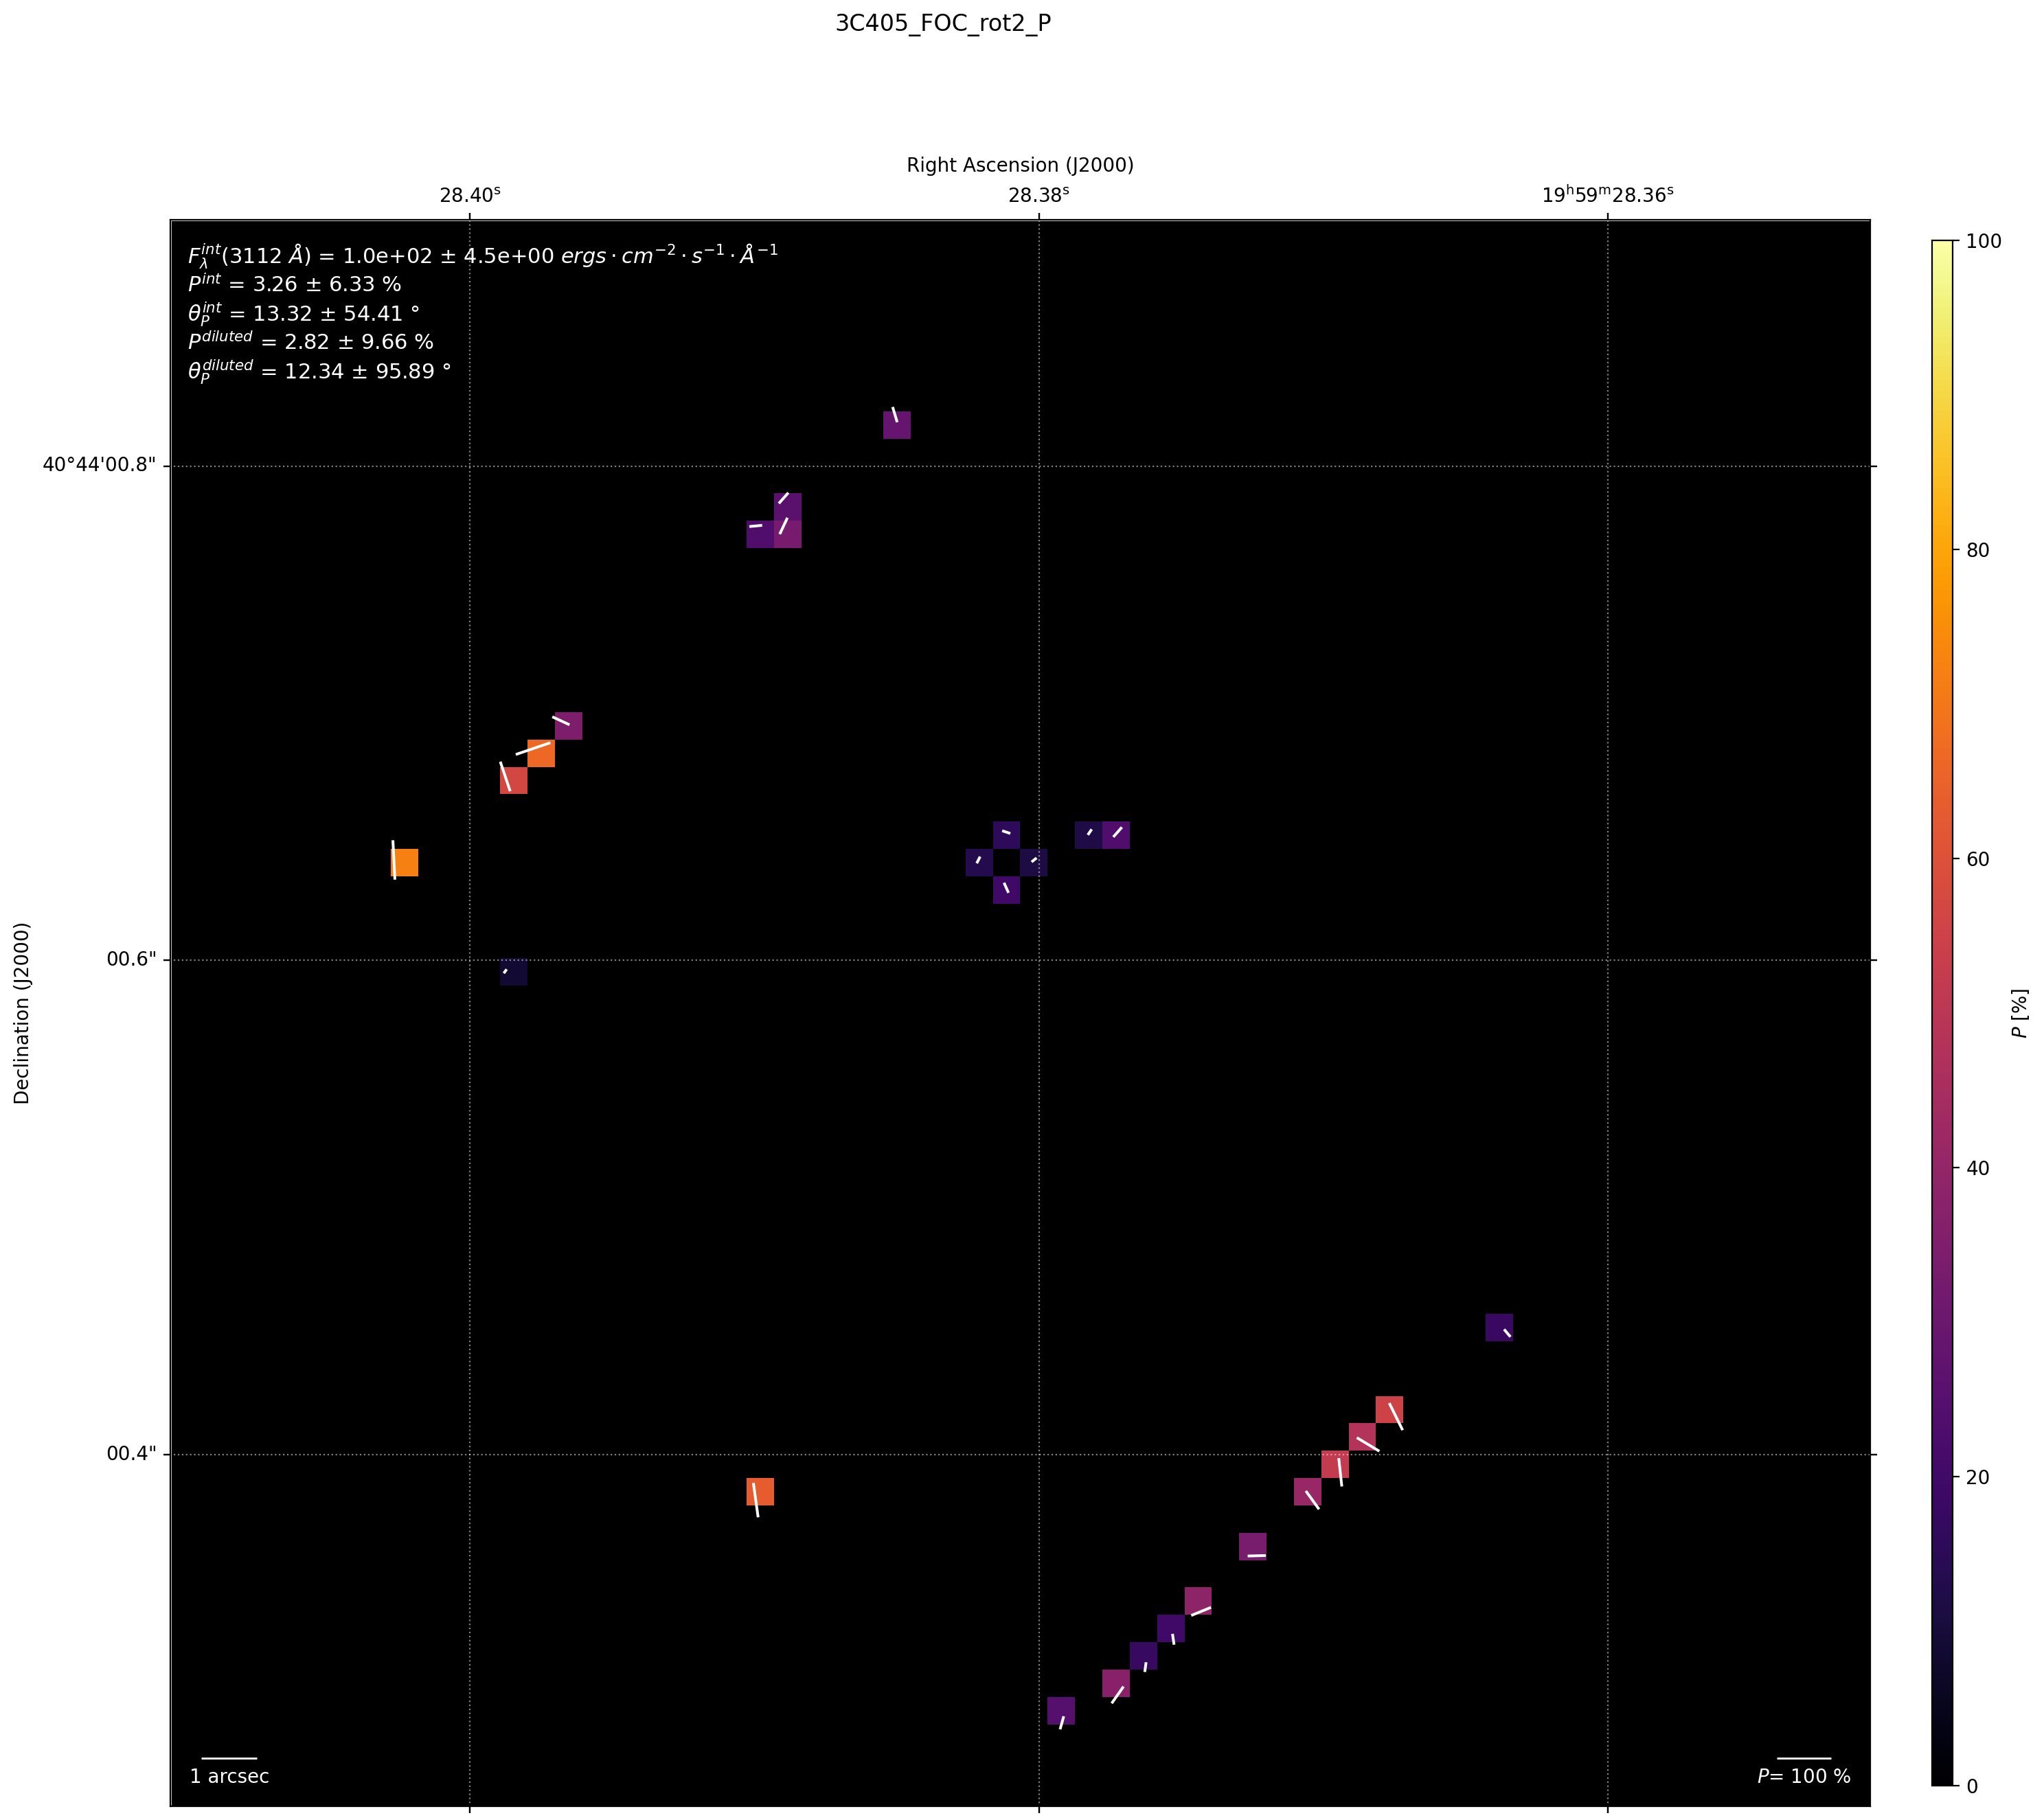 3C405_FOC_rot2_P
Right Ascension (J2000)
28.40ˢ 28.38ˢ 19ʰ59ᵐ28.36ˢ
F_λ^{int}(3112 Å) = 1.0e+02 ± 4.5e+00 ergs · cm⁻² · s⁻¹ · Å⁻¹
P^{int} = 3.26 ± 6.33 %
θ_P^{int} = 13.32 ± 54.41 °
P^{diluted} = 2.82 ± 9.66 %
θ_P^{diluted} = 12.34 ± 95.89 °
40°44'00.8"
00.6"
00.4"
Declination (J2000)
1 arcsec
P= 100 %
100
80
60
40
20
0
P [%]